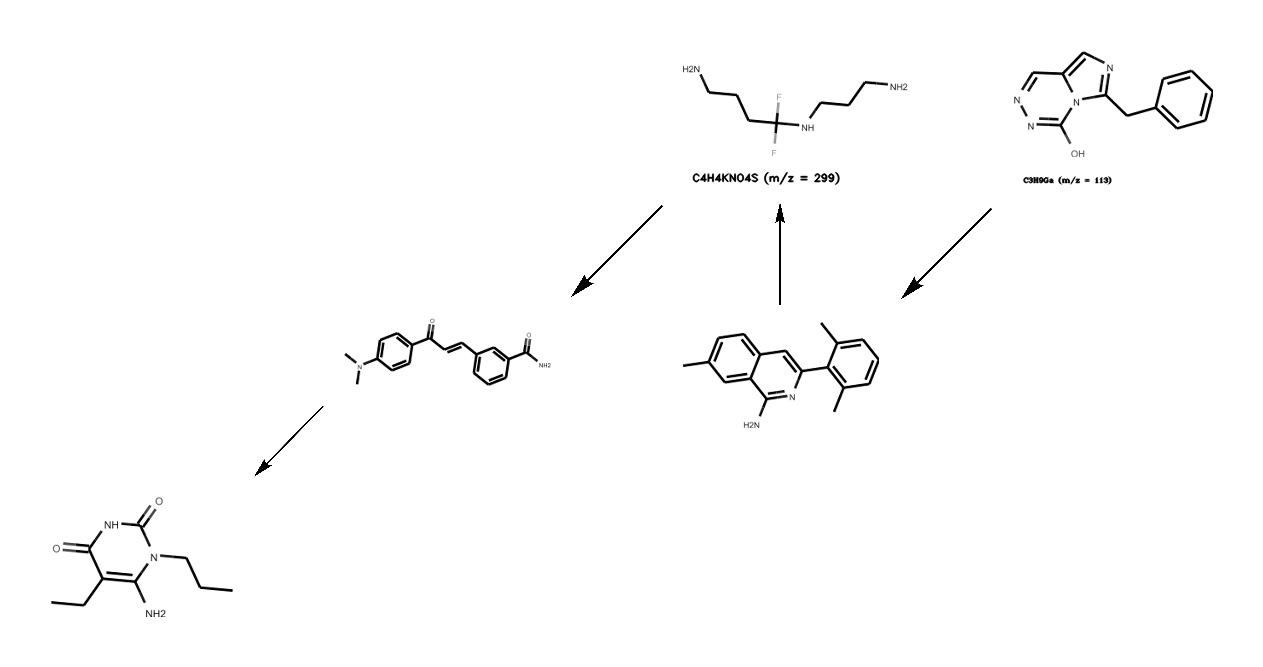 H2N
F
NH2
NH
F
C4H4KNO4S (m/z = 299)
N
N
N
N
OH
C3H9Ga (m/z = 113)
O
N
O
NH2
N
H2N
O
NH
O
N
NH2